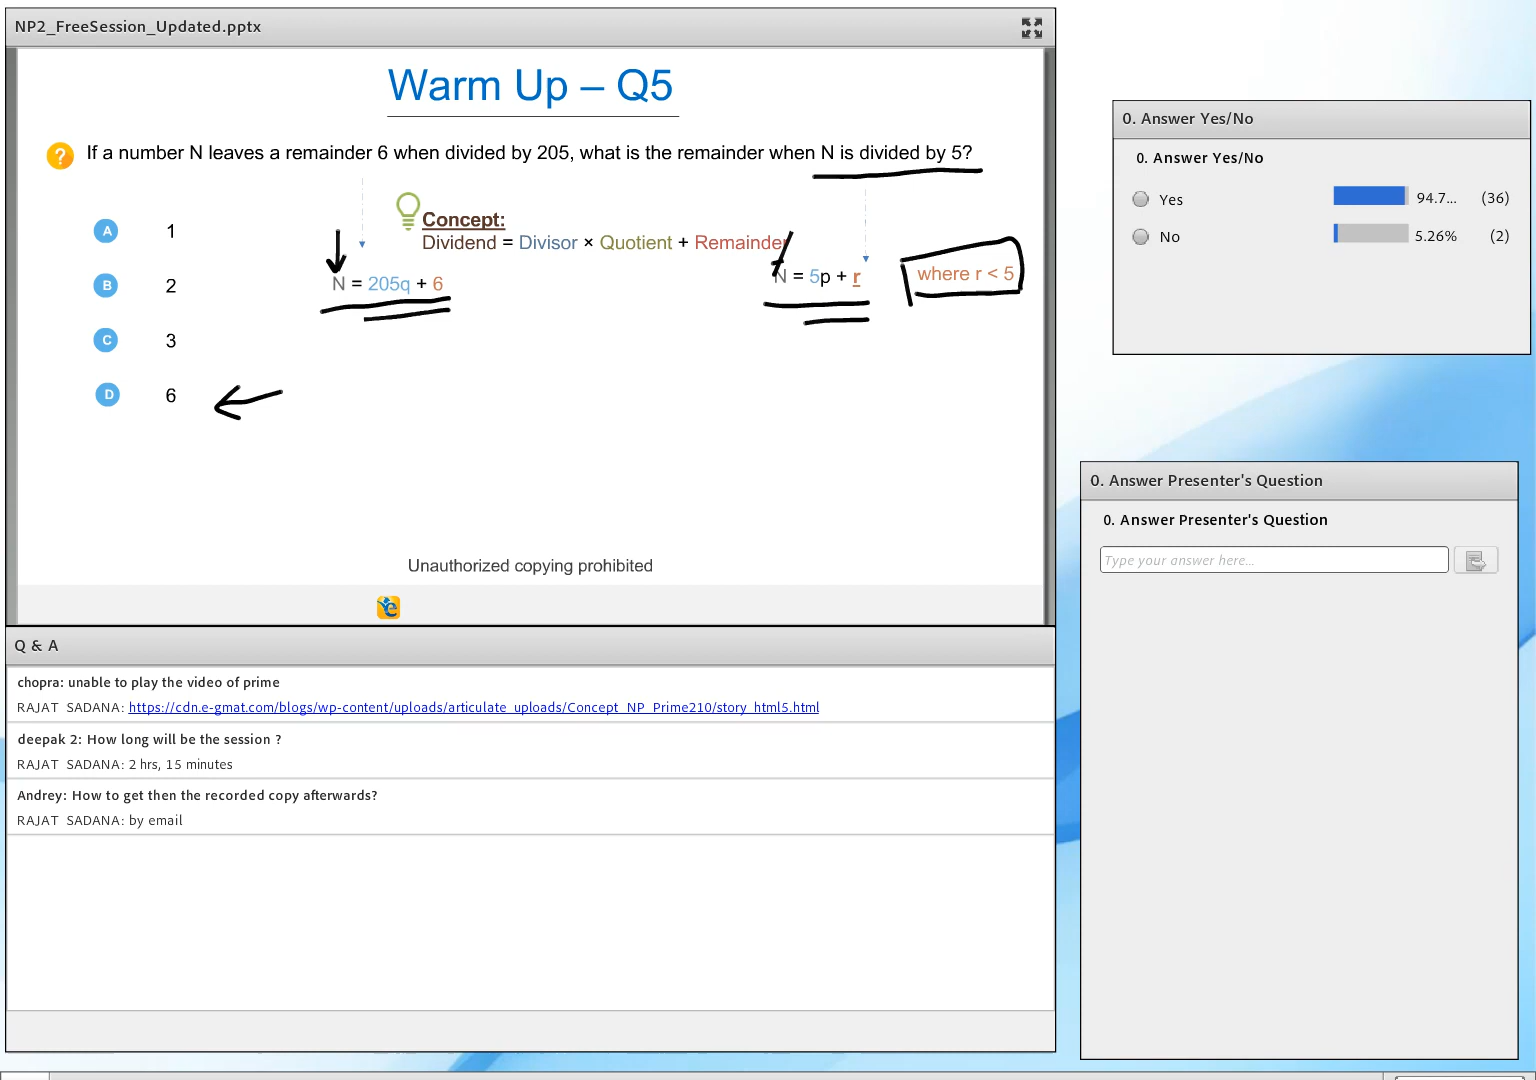 NP2_FreeSession_Updated.pptx
Warm Up – Q5
? If a number N leaves a remainder 6 when divided by 205, what is the remainder when N is divided by 5?
Concept:
Dividend = Divisor × Quotient + Remainder
A 1
B 2
C 3
D 6
N = 205q + 6
N = 5p + r
where r < 5
Unauthorized copying prohibited
e
Q & A
chopra: unable to play the video of prime
RAJAT SADANA: https://cdn.e-gmat.com/blogs/wp-content/uploads/articulate_uploads/Concept_NP_Prime210/story_html5.html
deepak 2: How long will be the session ?
RAJAT SADANA: 2 hrs, 15 minutes
Andrey: How to get then the recorded copy afterwards?
RAJAT SADANA: by email
0. Answer Yes/No
0. Answer Yes/No
Yes 94.7... (36)
No 5.26% (2)
0. Answer Presenter's Question
0. Answer Presenter's Question
Type your answer here...